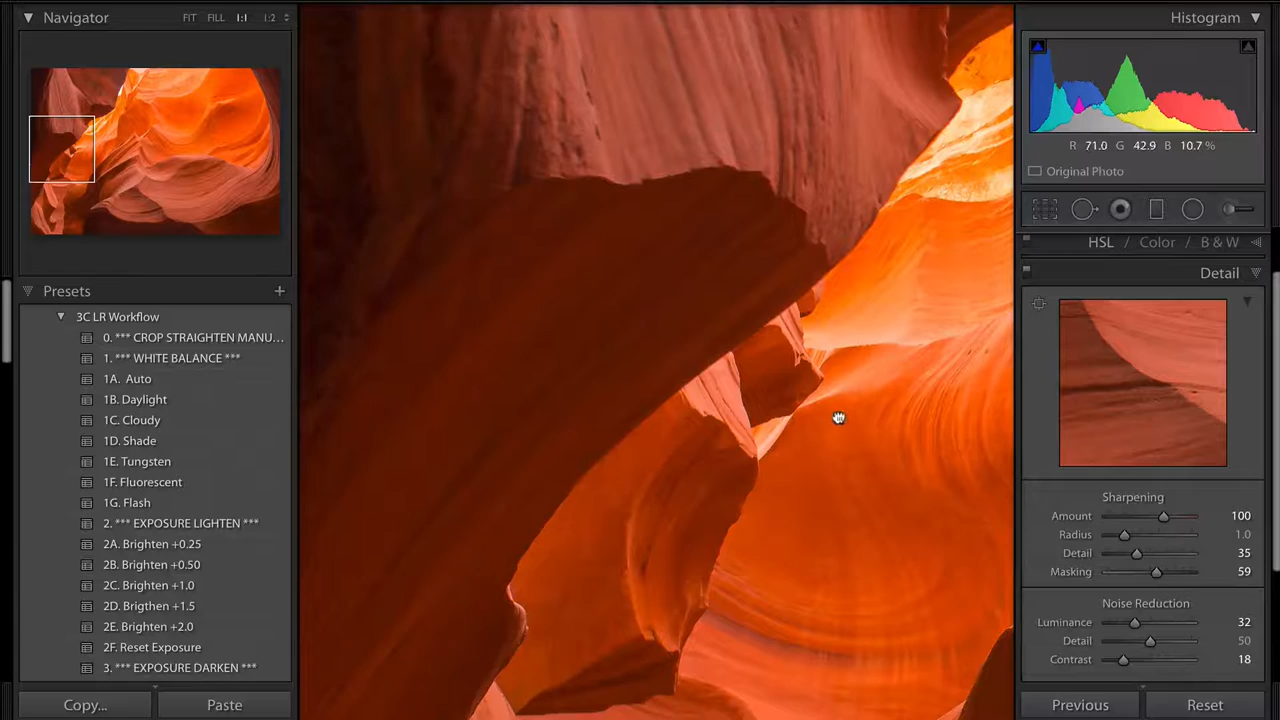 Navigator FIT FILL 1:1 1:2
Presets +
3C LR Workflow
0. *** CROP STRAIGHTEN MANU...
1. *** WHITE BALANCE ***
1A. Auto
1B. Daylight
1C. Cloudy
1D. Shade
1E. Tungsten
1F. Fluorescent
1G. Flash
2. *** EXPOSURE LIGHTEN ***
2A. Brighten +0.25
2B. Brighten +0.50
2C. Brighten +1.0
2D. Brigthen +1.5
2E. Brighten +2.0
2F. Reset Exposure
3. *** EXPOSURE DARKEN ***
Copy... Paste
Histogram
R 71.0 G 42.9 B 10.7 %
Original Photo
HSL / Color / B & W
Detail
Sharpening
Amount 100
Radius 1.0
Detail 35
Masking 59
Noise Reduction
Luminance 32
Detail 50
Contrast 18
Previous Reset